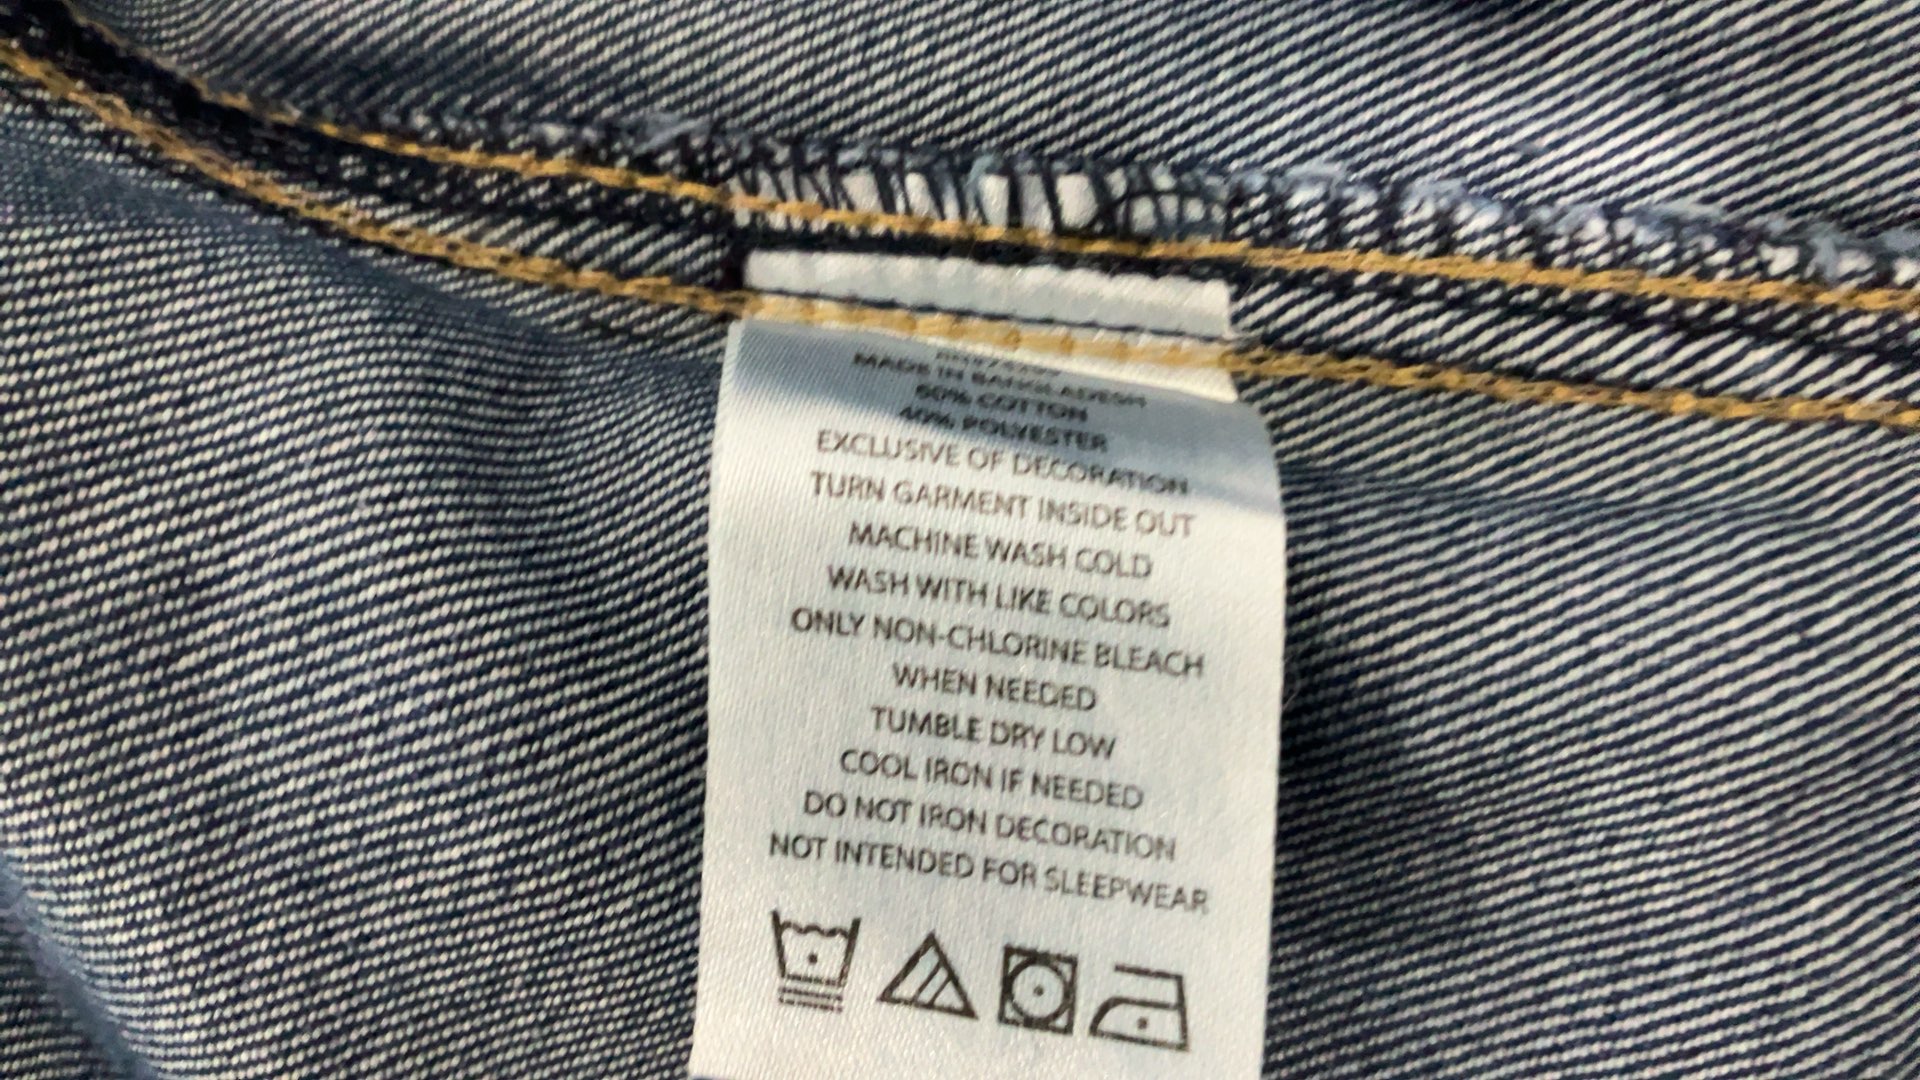 MADE IN BANGLADESH
60% COTTON
40% POLYESTER
EXCLUSIVE OF DECORATION
TURN GARMENT INSIDE OUT
MACHINE WASH COLD
WASH WITH LIKE COLORS
ONLY NON-CHLORINE BLEACH
WHEN NEEDED
TUMBLE DRY LOW
COOL IRON IF NEEDED
DO NOT IRON DECORATION
NOT INTENDED FOR SLEEPWEAR